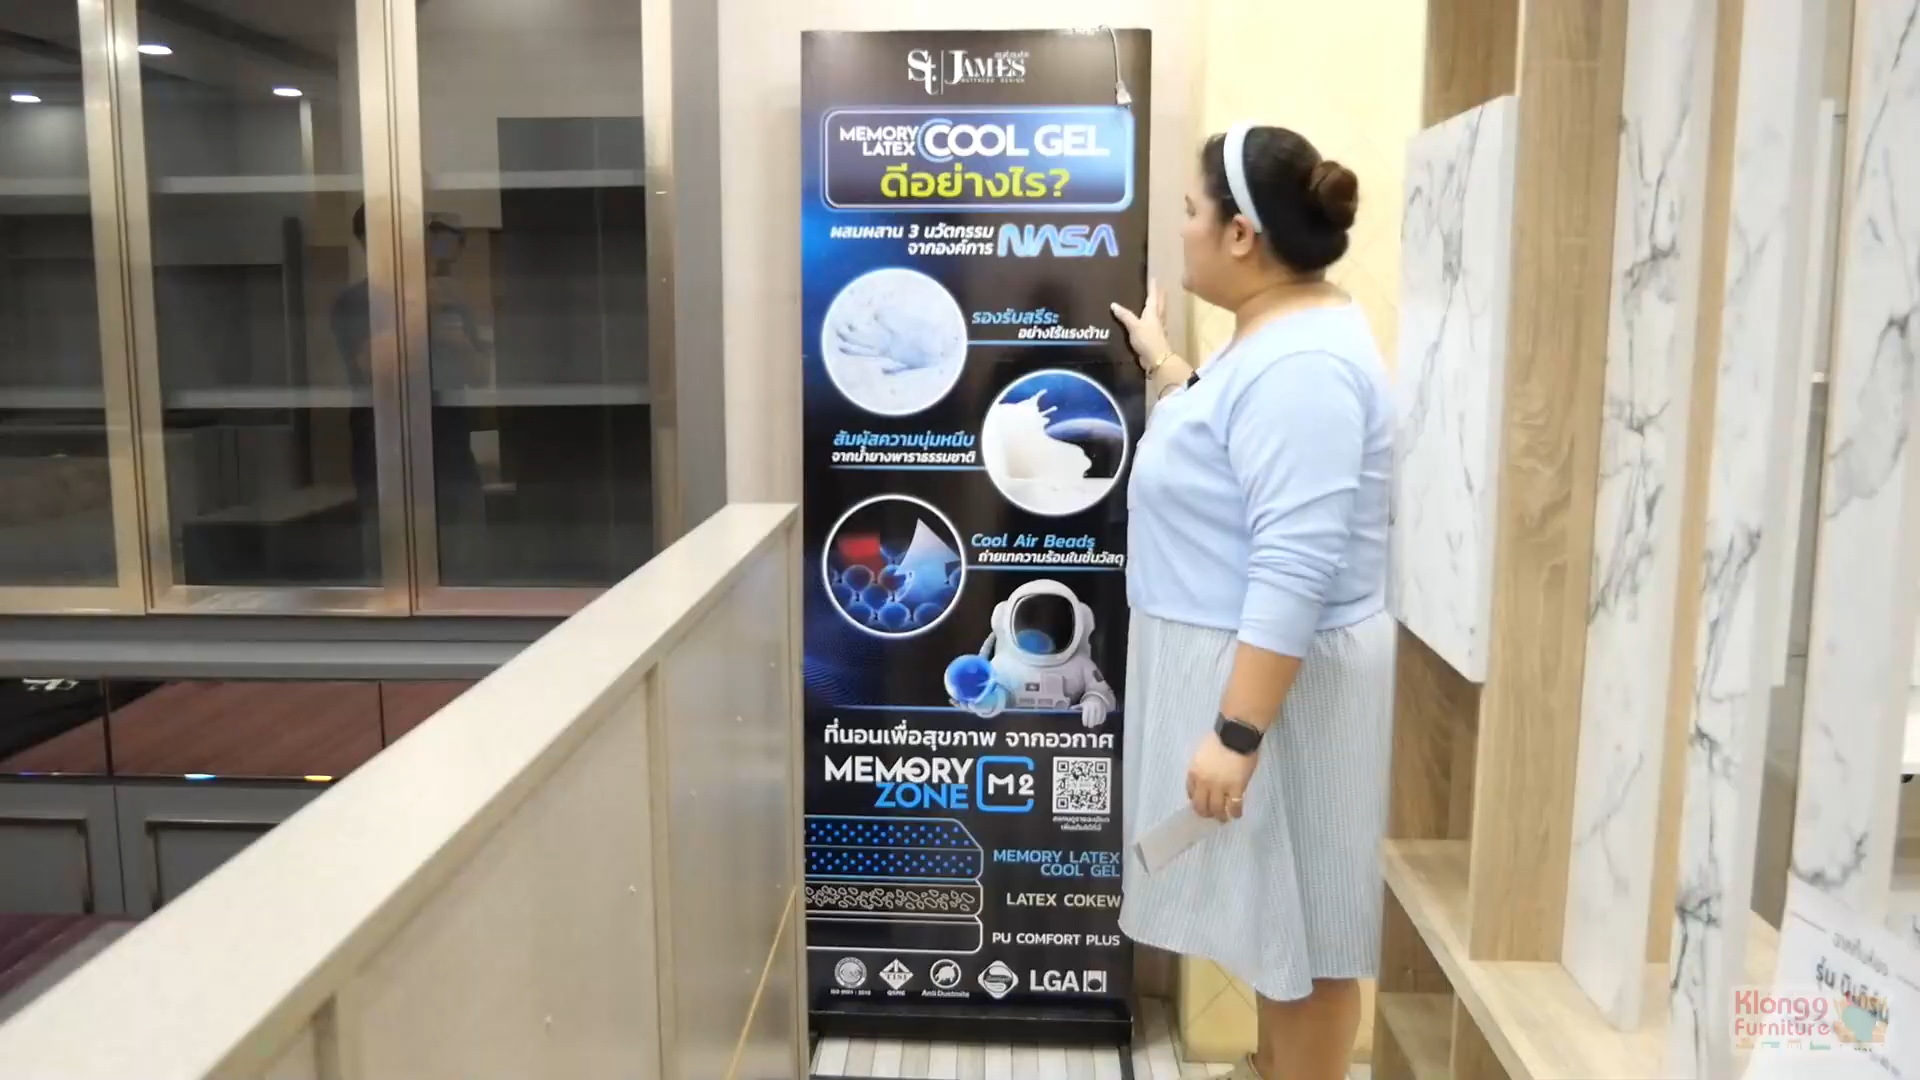 St. JAMES
MEMORY LATEX COOL GEL
ดีอย่างไร?
ผสมผสาน 3 นวัตกรรม
จากองค์การ NASA
รองรับสรีระ
อย่างไร้แรงต้าน
สัมผัสความนุ่มหนึบ
จากน้ำยางพาราธรรมชาติ
Cool Air Beads
ถ่ายเทความร้อนในชั้นวัสดุ
ที่นอนเพื่อสุขภาพ จากอวกาศ
MEMORY ZONE M2
MEMORY LATEX
COOL GEL
LATEX COKEW
PU COMFORT PLUS
Anti Dustmite
LGA
Klong9
Furniture